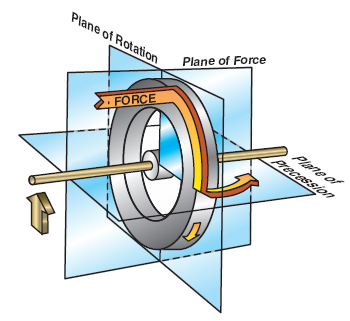 Plane of Rotation
Plane of Force
FORCE
Plane of
Precession